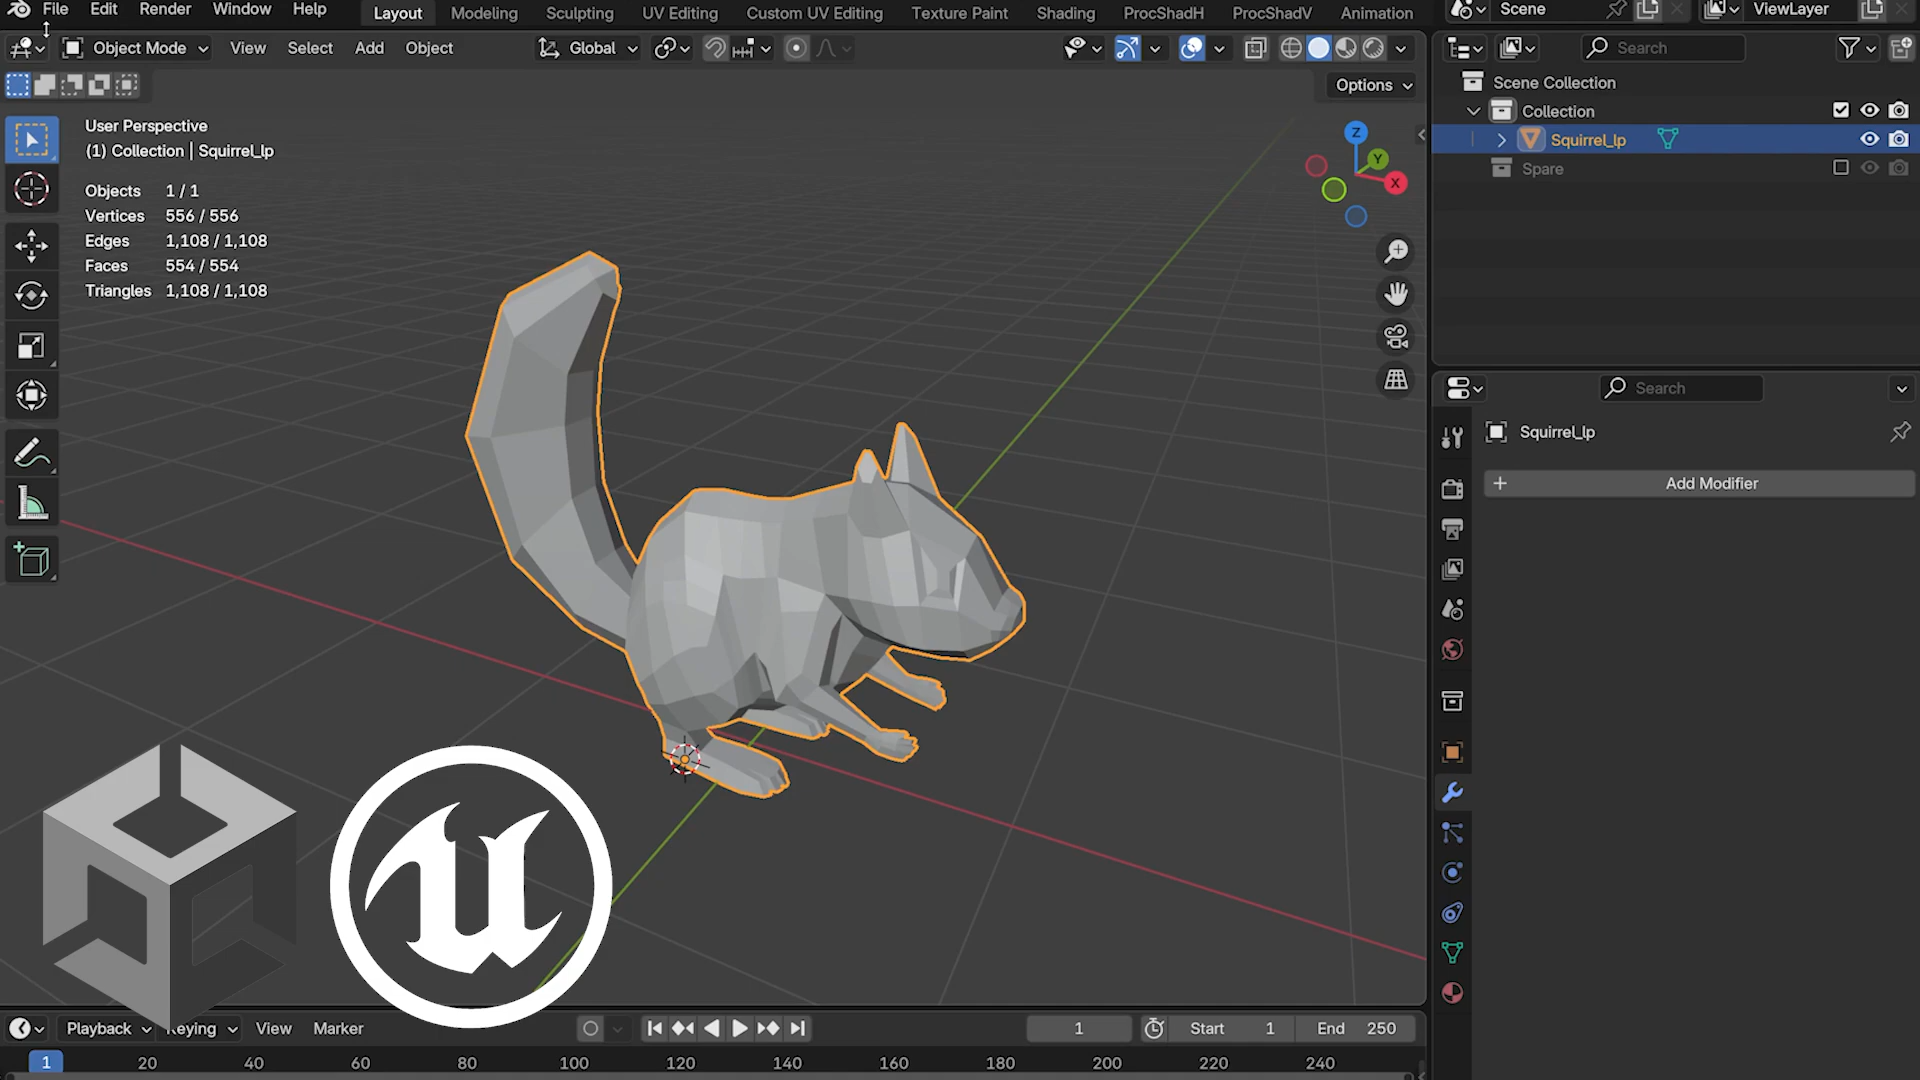 File Edit Render Window Help Layout Modeling Sculpting UV Editing Custom UV Editing Texture Paint Shading ProcShadH ProcShadV Animation Scene ViewLayer
Object Mode View Select Add Object Global Search
Options
User Perspective
(1) Collection | Squirrel_lp
Objects 1 / 1
Vertices 556 / 556
Edges 1,108 / 1,108
Faces 554 / 554
Triangles 1,108 / 1,108
Z
Y
X
Scene Collection
Collection
Squirrel_lp
Spare
Search
Squirrel_lp
Add Modifier
Playback Keying View Marker 1 Start 1 End 250
1 20 40 60 80 100 120 140 160 180 200 220 240